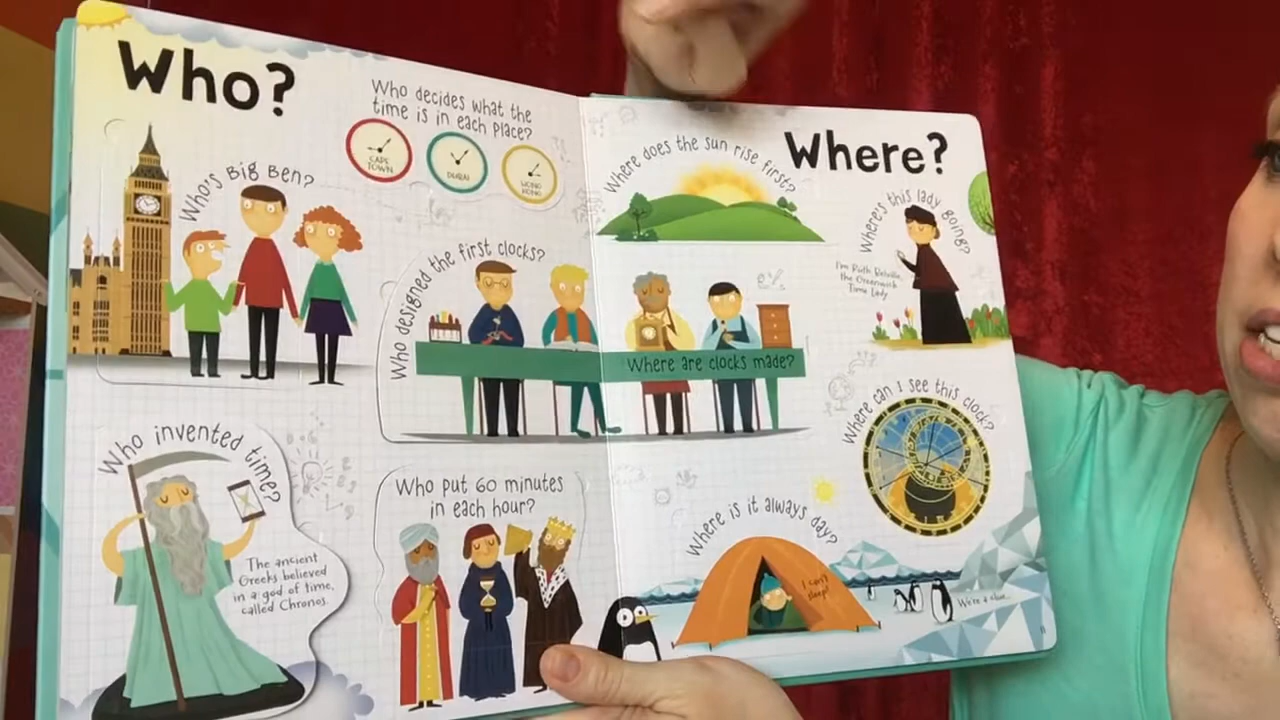 Who?
Who decides what the
time is in each place?
CAPE
TOWN
DUBAI
HONG
KONG
Who's Big Ben?
Who designed the first clocks?
Who invented time?
The ancient
Greeks believed
in a god of time,
called Chronos.
Who put 60 minutes
in each hour?
Where?
Where does the sun rise first?
Where's this lady going?
I'm Ruth Belville,
the Greenwich
Time Lady.
Where are clocks made?
Where can I see this clock?
Where is it always day?
I can't
sleep!
We're a clue...
11